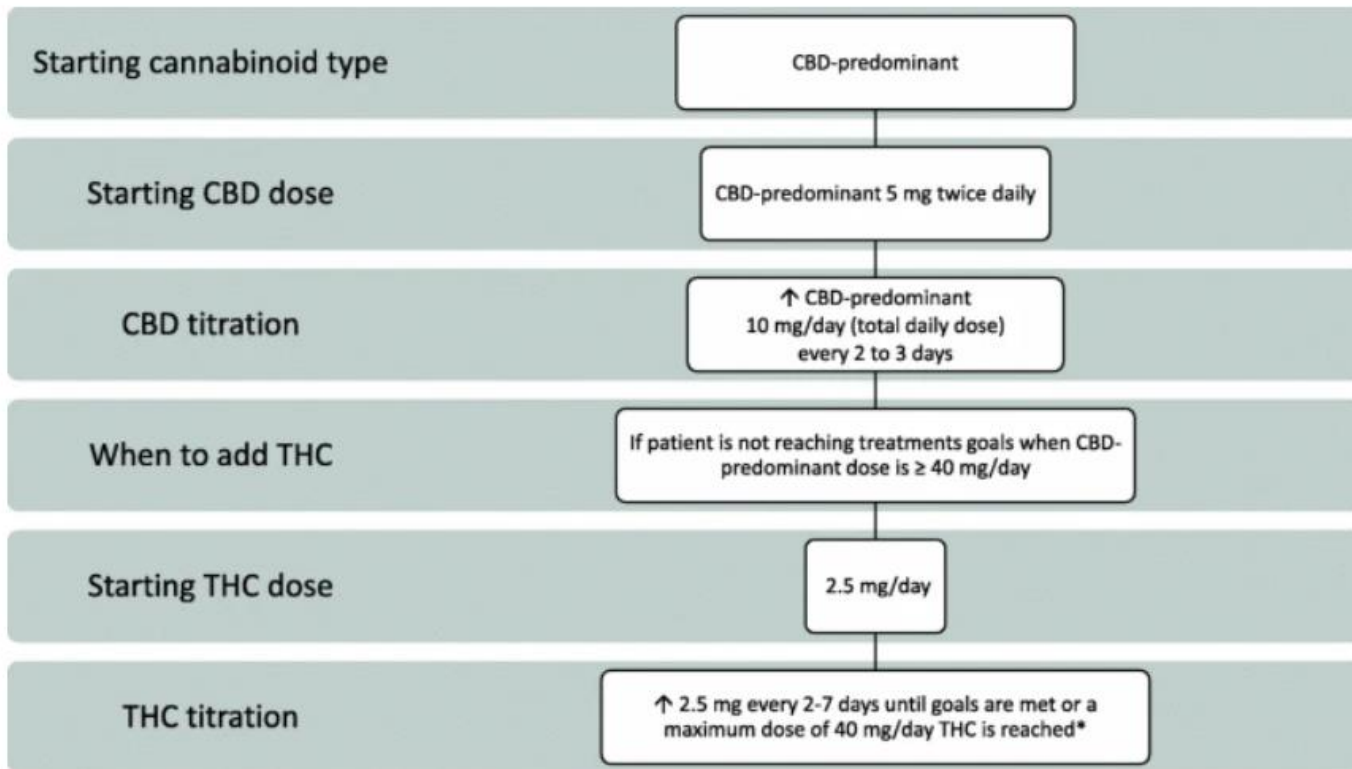 Starting cannabinoid type
CBD-predominant
Starting CBD dose
CBD-predominant 5 mg twice daily
CBD titration
↑ CBD-predominant
10 mg/day (total daily dose)
every 2 to 3 days
When to add THC
If patient is not reaching treatments goals when CBD-
predominant dose is ≥ 40 mg/day
Starting THC dose
2.5 mg/day
THC titration
↑ 2.5 mg every 2-7 days until goals are met or a
maximum dose of 40 mg/day THC is reached*